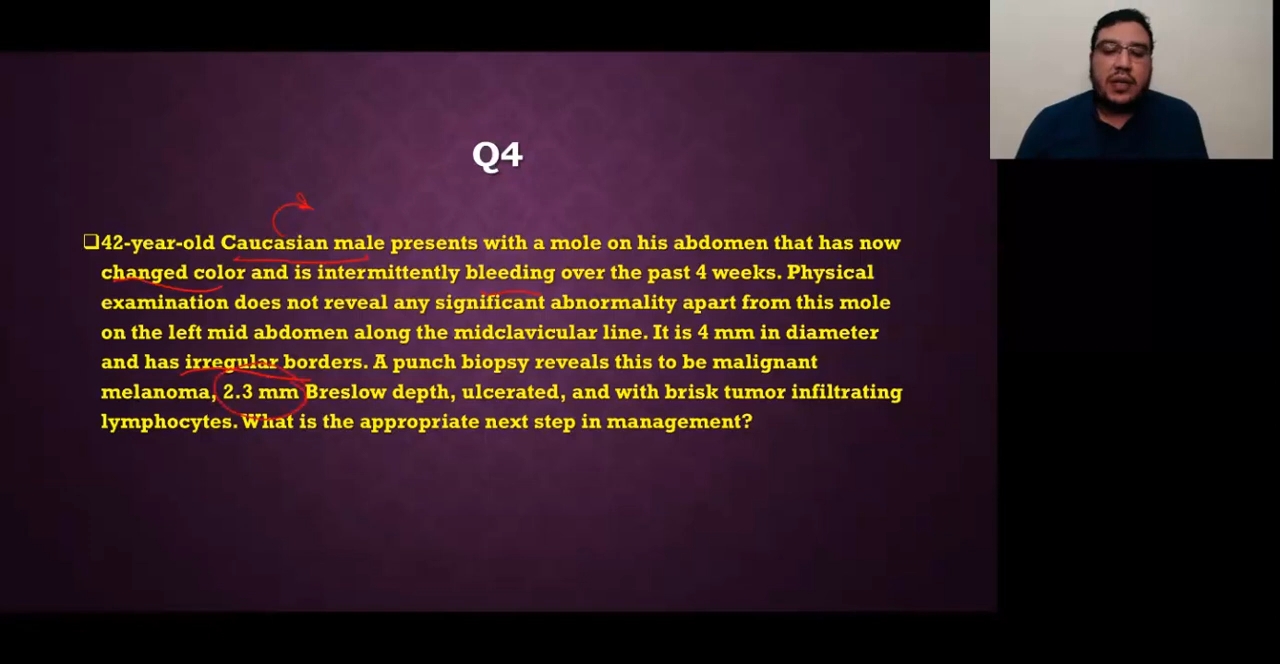 Q4
❑42-year-old Caucasian male presents with a mole on his abdomen that has now
changed color and is intermittently bleeding over the past 4 weeks. Physical
examination does not reveal any significant abnormality apart from this mole
on the left mid abdomen along the midclavicular line. It is 4 mm in diameter
and has irregular borders. A punch biopsy reveals this to be malignant
melanoma, 2.3 mm Breslow depth, ulcerated, and with brisk tumor infiltrating
lymphocytes. What is the appropriate next step in management?